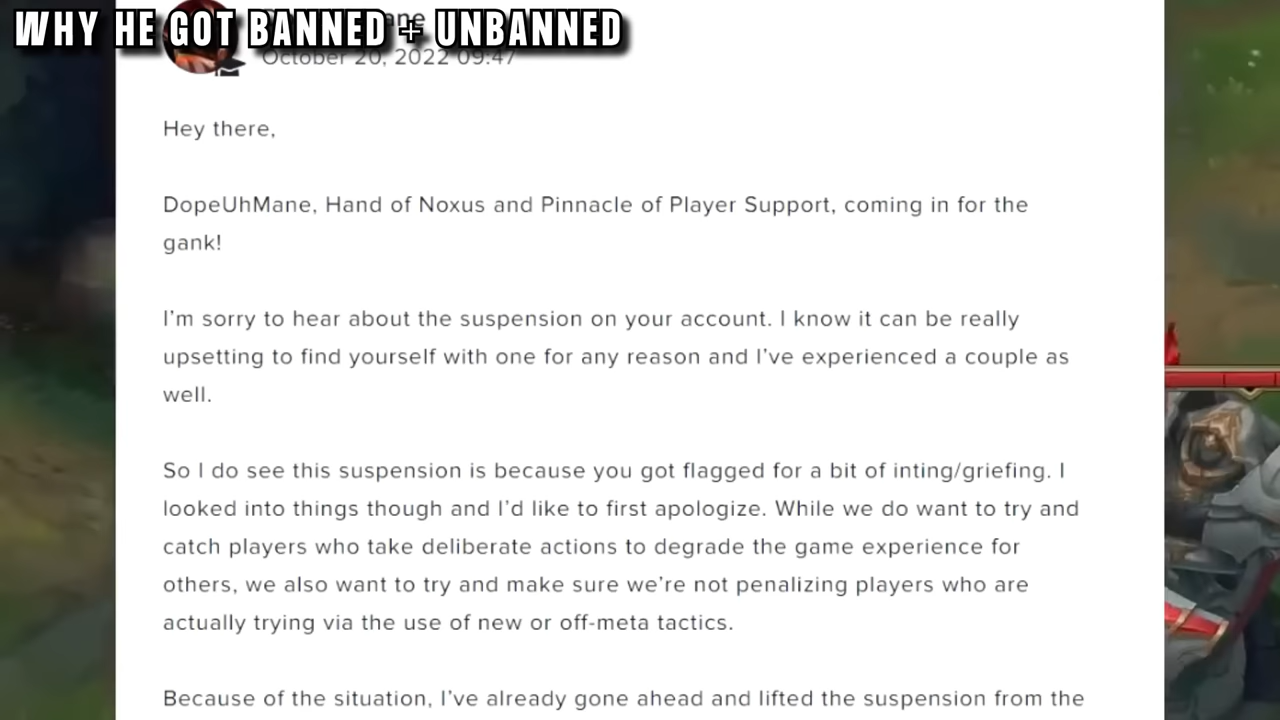 WHY HE GOT BANNED + UNBANNED
October 20, 2022 09:47
Hey there,
DopeUhMane, Hand of Noxus and Pinnacle of Player Support, coming in for the
gank!
I'm sorry to hear about the suspension on your account. I know it can be really
upsetting to find yourself with one for any reason and I've experienced a couple as
well.
So I do see this suspension is because you got flagged for a bit of inting/griefing. I
looked into things though and I'd like to first apologize. While we do want to try and
catch players who take deliberate actions to degrade the game experience for
others, we also want to try and make sure we're not penalizing players who are
actually trying via the use of new or off-meta tactics.
Because of the situation, I've already gone ahead and lifted the suspension from the